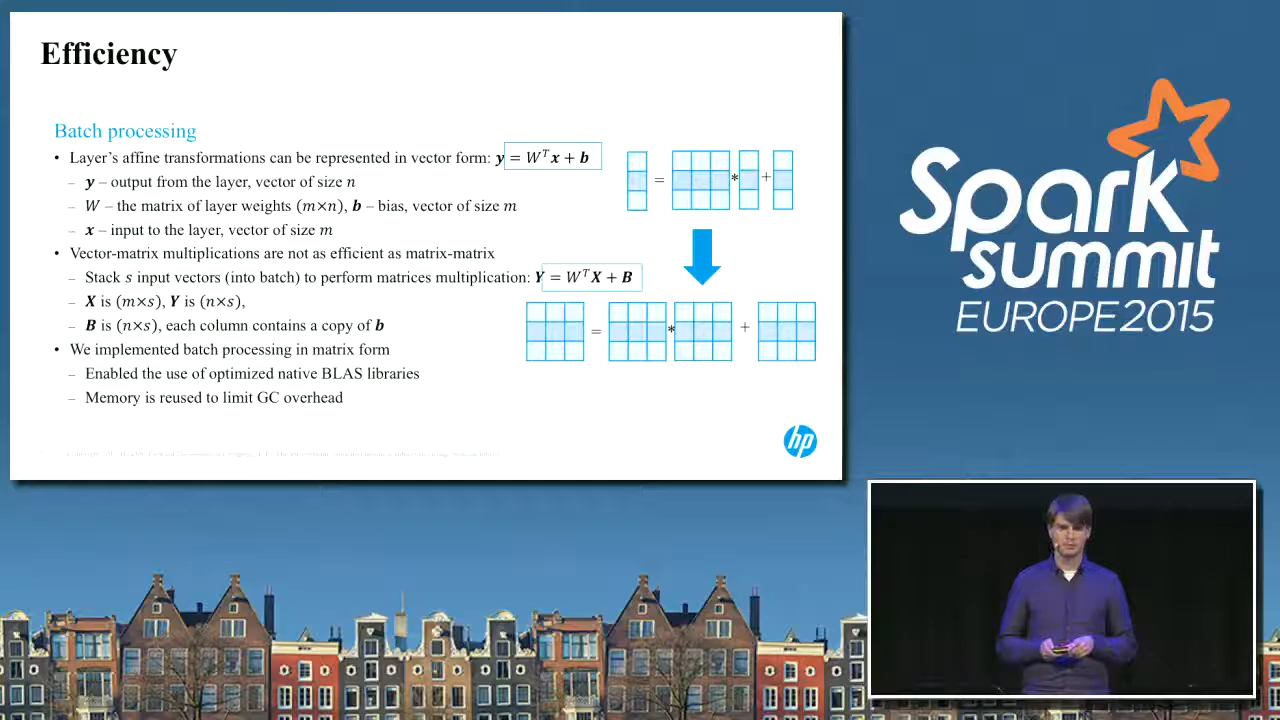 Efficiency
Batch processing
• Layer's affine transformations can be represented in vector form: y = Wᵀx + b
– y – output from the layer, vector of size n
– W – the matrix of layer weights (m×n), b – bias, vector of size m
– x – input to the layer, vector of size m
• Vector-matrix multiplications are not as efficient as matrix-matrix
– Stack s input vectors (into batch) to perform matrices multiplication: Y = WᵀX + B
– X is (m×s), Y is (n×s),
– B is (n×s), each column contains a copy of b
• We implemented batch processing in matrix form
– Enabled the use of optimized native BLAS libraries
– Memory is reused to limit GC overhead
= * +
= * +
hp
Spark
summit
EUROPE 2015